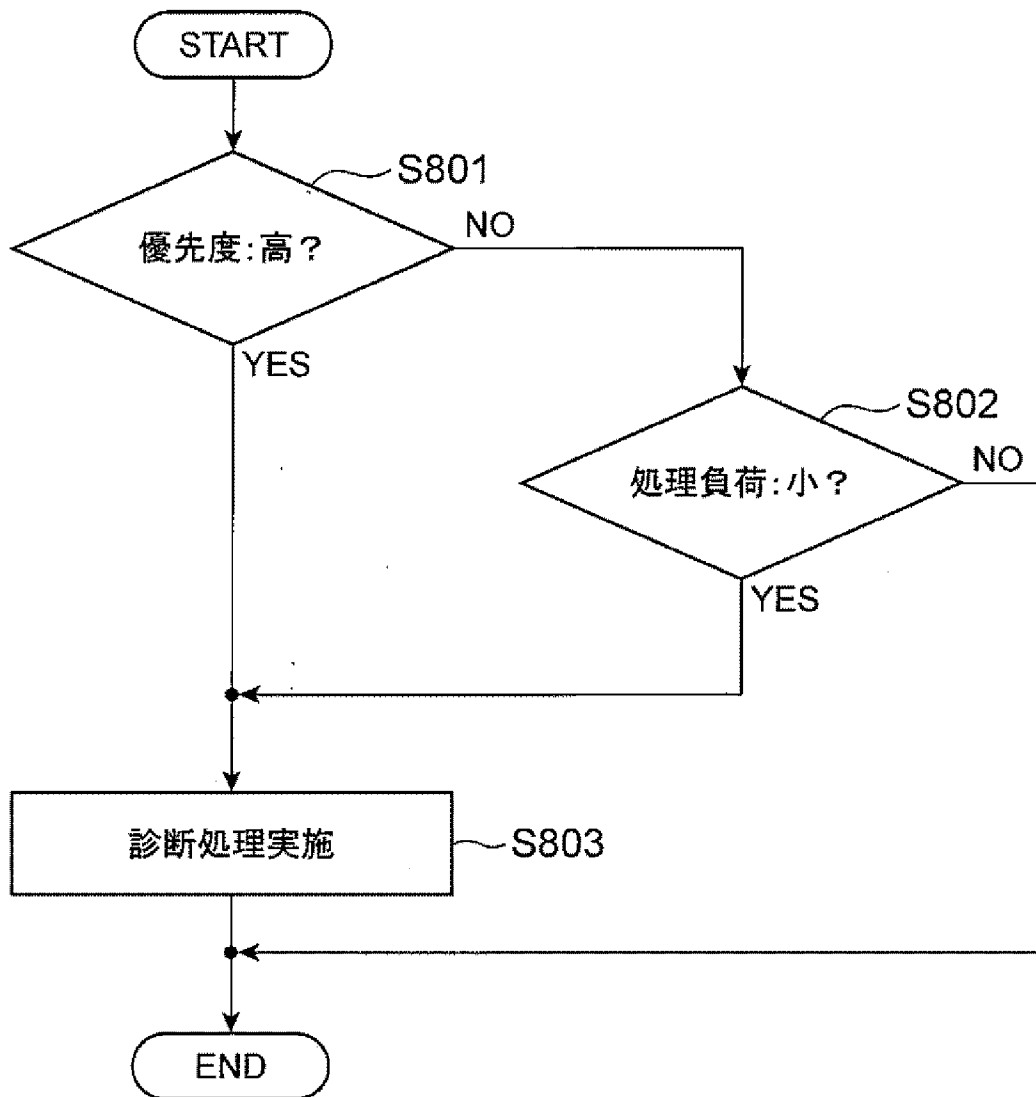 START
S801
優先度:高?
NO
YES
S802
処理負荷:小?
NO
YES
診断処理実施
S803
END